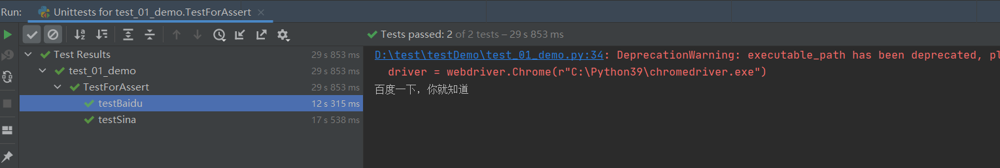 Run: Unittests for test_01_demo.TestForAssert
Tests passed: 2 of 2 tests – 29 s 853 ms
Test Results 29 s 853 ms
test_01_demo 29 s 853 ms
TestForAssert 29 s 853 ms
testBaidu 12 s 315 ms
testSina 17 s 538 ms
D:\test\testDemo\test_01_demo.py:34: DeprecationWarning: executable_path has been deprecated, pl
driver = webdriver.Chrome(r"C:\Python39\chromedriver.exe")
百度一下，你就知道